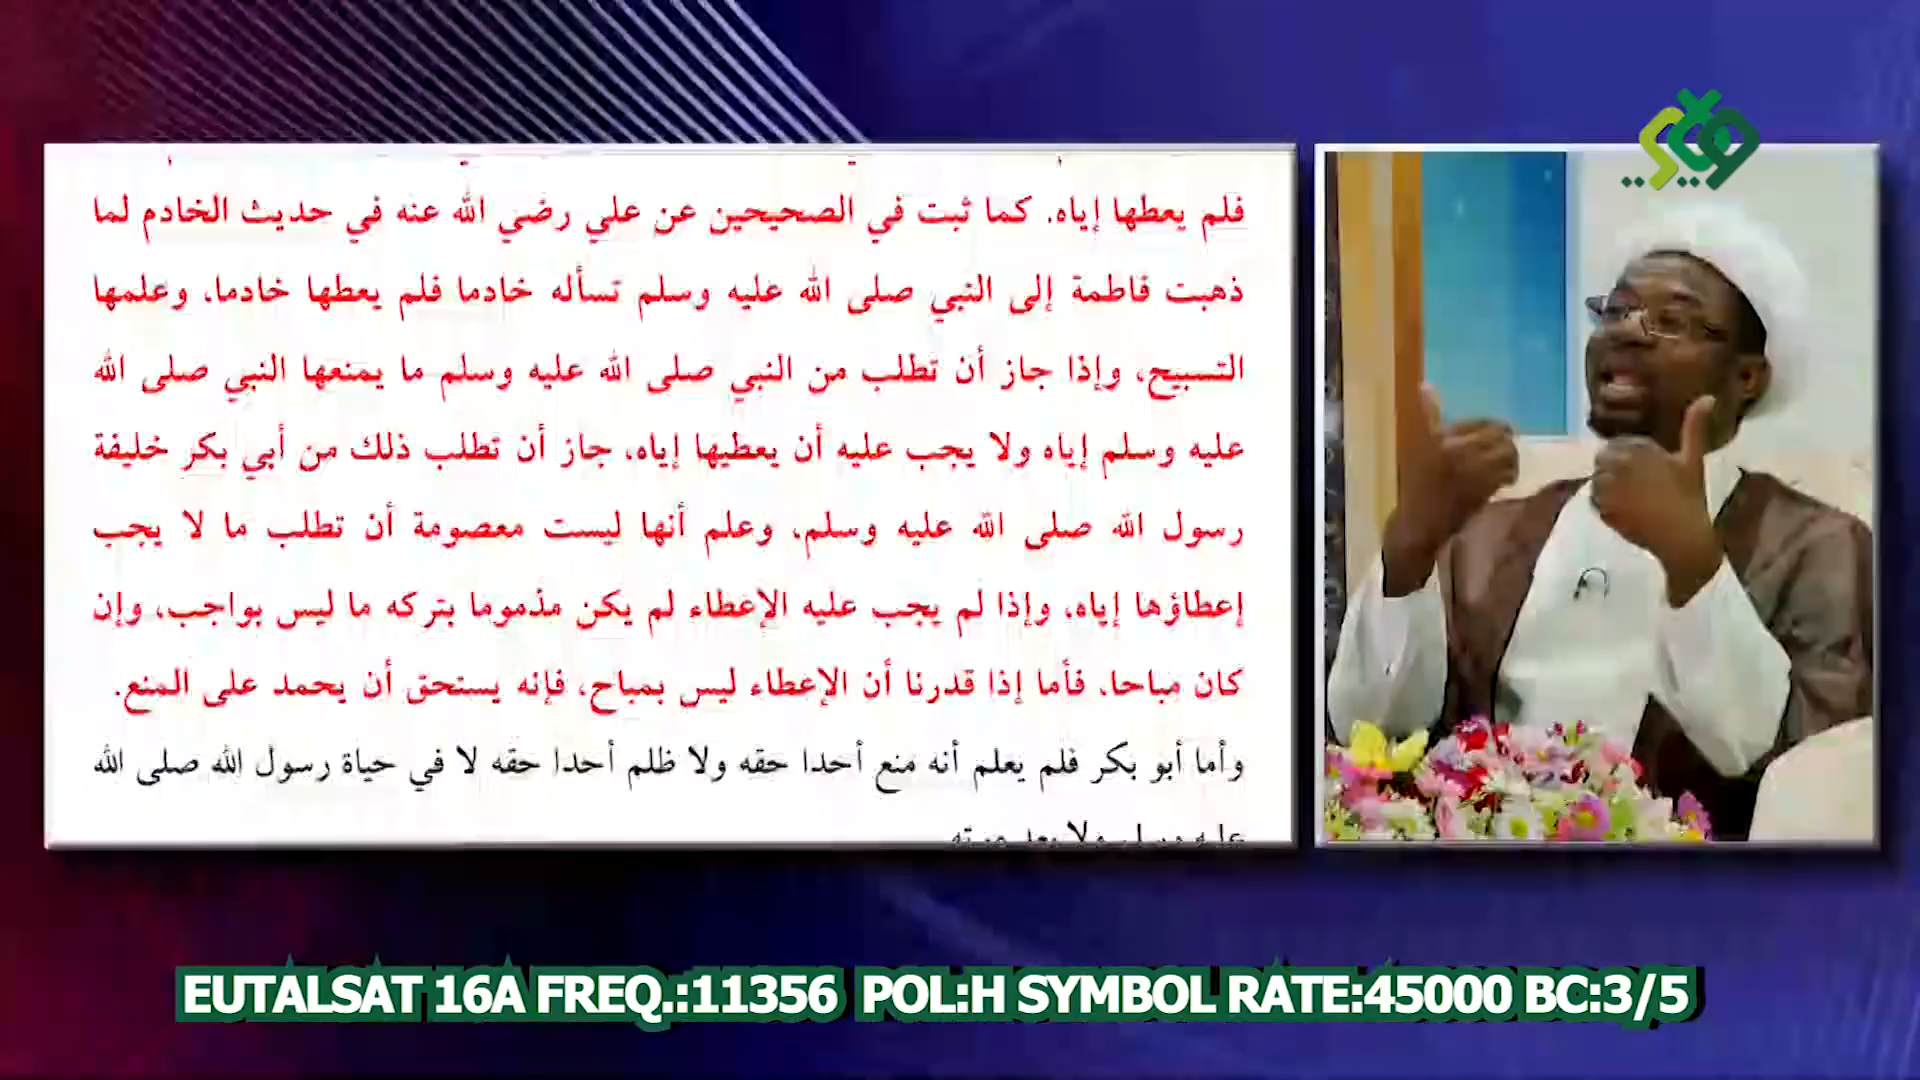 فلم يعطها إياه. كما ثبت في الصحيحين عن علي رضي الله عنه في حديث الخادم لما
ذهبت فاطمة إلى النبي صلى الله عليه وسلم تسأله خادما فلم يعطها خادما، وعلمها
التسبيح، وإذا جاز أن تطلب من النبي صلى الله عليه وسلم ما يمنعها النبي صلى الله
عليه وسلم إياه ولا يجب عليه أن يعطيها إياه، جاز أن تطلب ذلك من أبي بكر خليفة
رسول الله صلى الله عليه وسلم، وعلم أنها ليست معصومة أن تطلب ما لا يجب
إعطاؤها إياه، وإذا لم يجب عليه الإعطاء لم يكن مذموما بتركه ما ليس بواجب، وإن
كان مباحا، فأما إذا قدرنا أن الإعطاء ليس بمباح، فإنه يستحق أن يحمد على المنع.
وأما أبو بكر فلم يعلم أنه منع أحدا حقه ولا ظلم أحدا حقه لا في حياة رسول الله صلى الله
عليه وسلم ولا بعد موته
EUTALSAT 16A FREQ.:11356 POL:H SYMBOL RATE:45000 BC:3/5